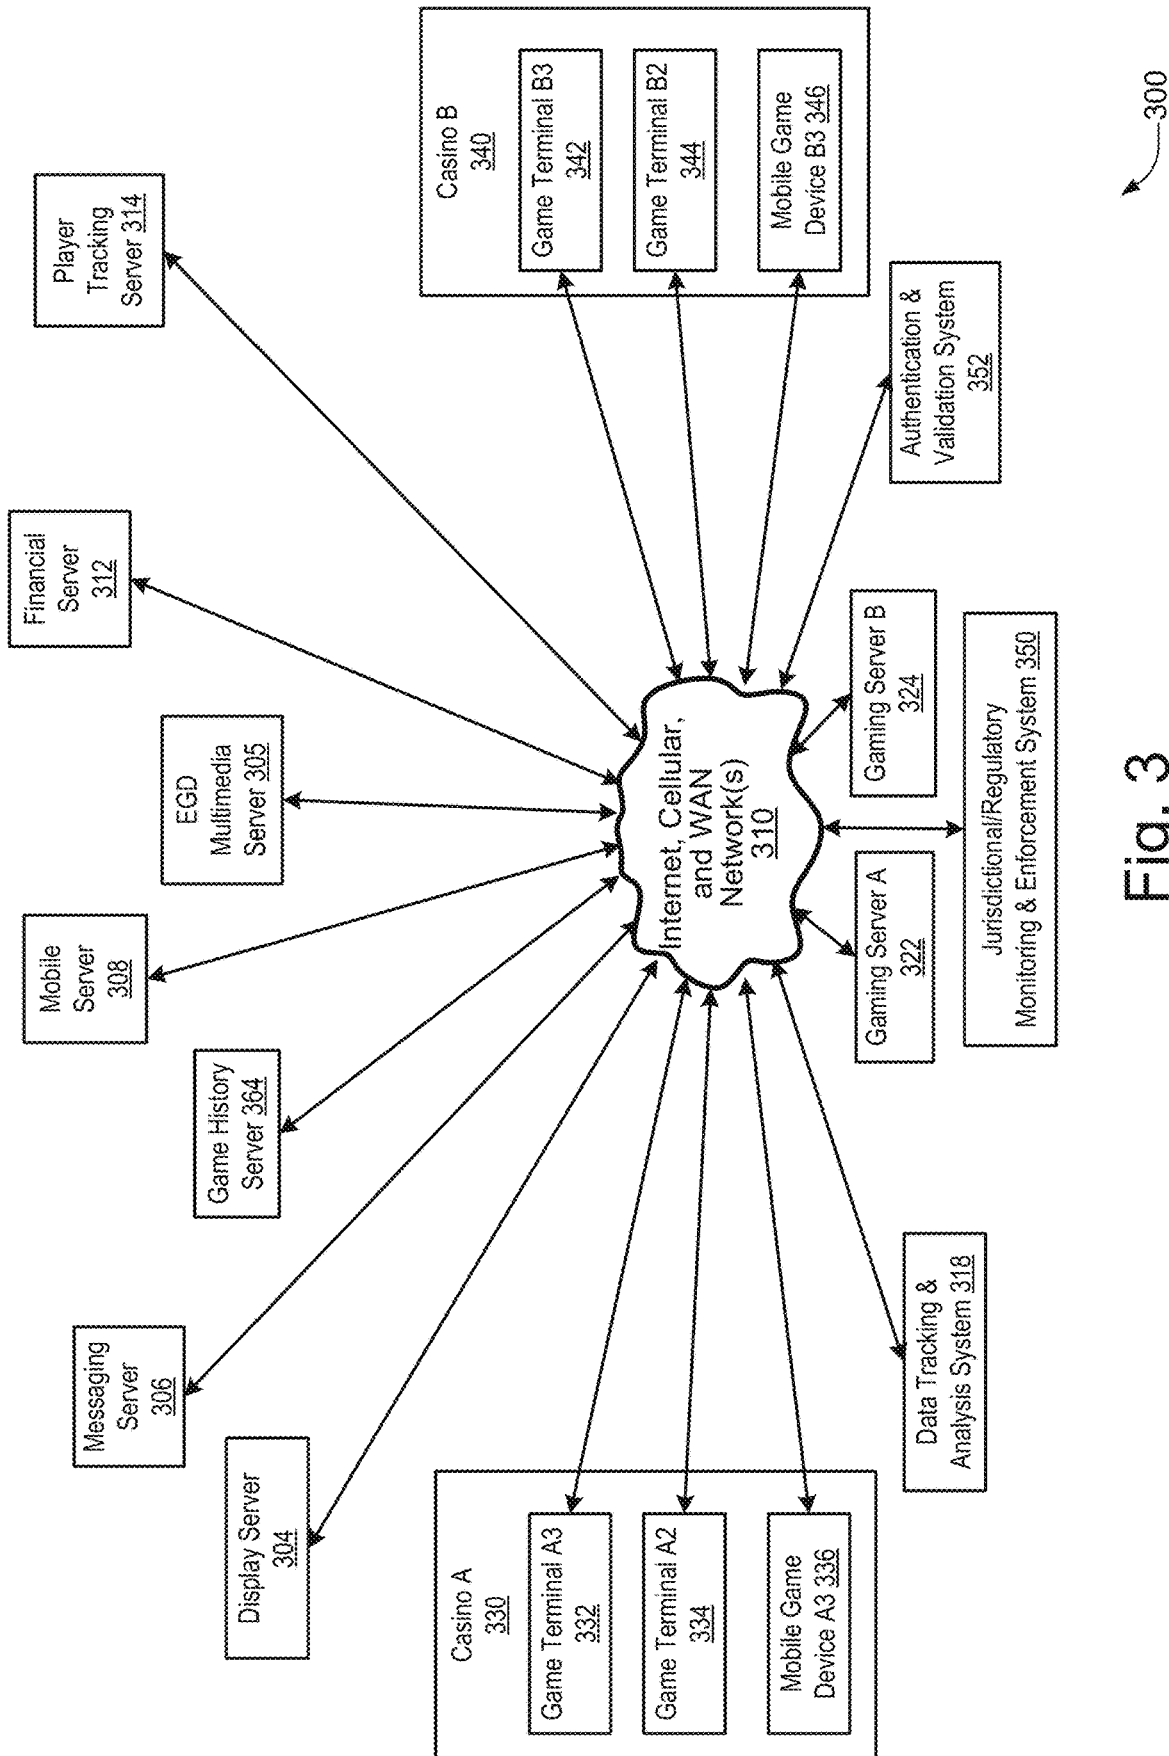 Messaging
Server
306
Mobile
Server
308
Financial
Server
312
Player
Tracking
Server 314
Display Server
304
Game History
Server 364
EGD
Multimedia
Server 305
Casino A
330
Game Terminal A3
332
Game Terminal A2
334
Mobile Game
Device A3 336
Internet, Cellular,
and WAN
Network(s)
310
Casino B
340
Game Terminal B3
342
Game Terminal B2
344
Mobile Game
Device B3 346
Data Tracking &
Analysis System 318
Gaming Server A
322
Gaming Server B
324
Authentication &
Validation System
352
Jurisdictional/Regulatory
Monitoring & Enforcement System 350
Fig. 3
300